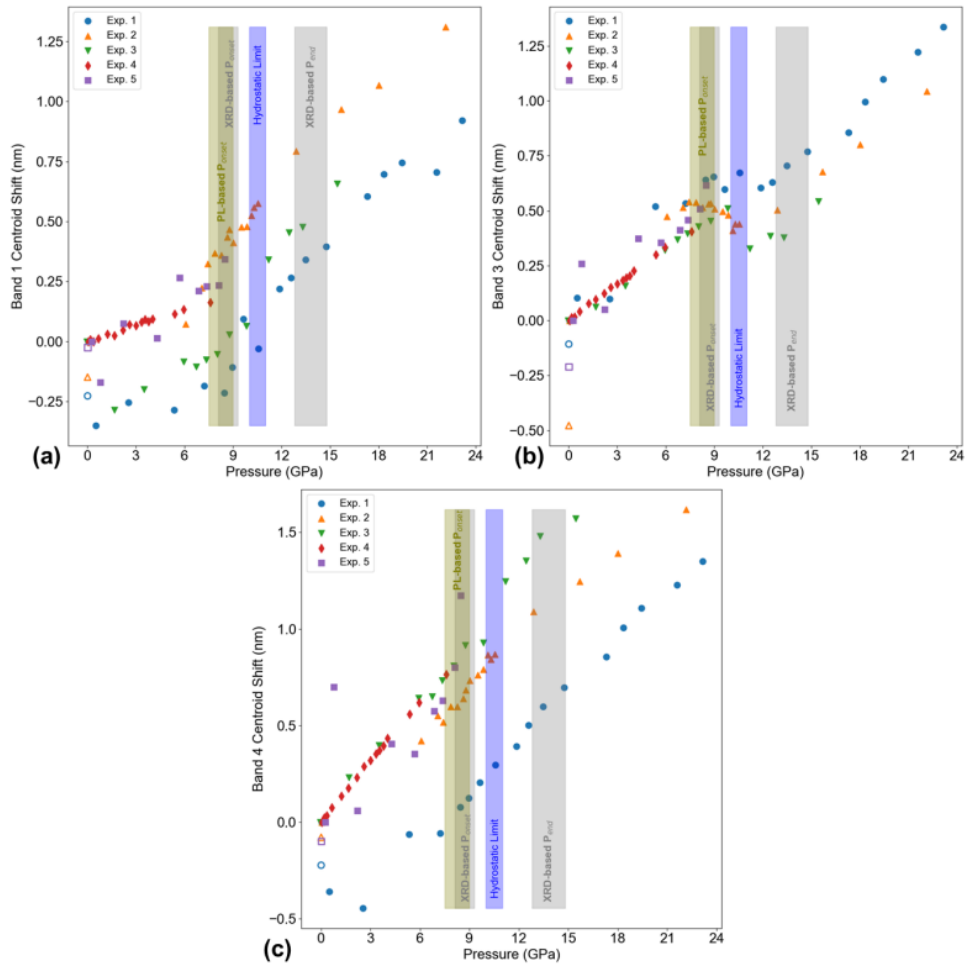 Exp. 1
Exp. 2
Exp. 3
Exp. 4
Exp. 5
PL-based Ponset
XRD-based Ponset
Hydrostatic Limit
XRD-based Pend
Band 1 Centroid Shift (nm)
1.25
1.00
0.75
0.50
0.25
0.00
−0.25
0 3 6 9 12 15 18 21 24
Pressure (GPa)
(a)
Exp. 1
Exp. 2
Exp. 3
Exp. 4
Exp. 5
PL-based Ponset
XRD-based Ponset
Hydrostatic Limit
XRD-based Pend
Band 3 Centroid Shift (nm)
1.25
1.00
0.75
0.50
0.25
0.00
−0.25
−0.50
0 3 6 9 12 15 18 21 24
Pressure (GPa)
(b)
Exp. 1
Exp. 2
Exp. 3
Exp. 4
Exp. 5
PL-based Ponset
XRD-based Ponset
Hydrostatic Limit
XRD-based Pend
Band 4 Centroid Shift (nm)
1.5
1.0
0.5
0.0
−0.5
0 3 6 9 12 15 18 21 24
Pressure (GPa)
(c)